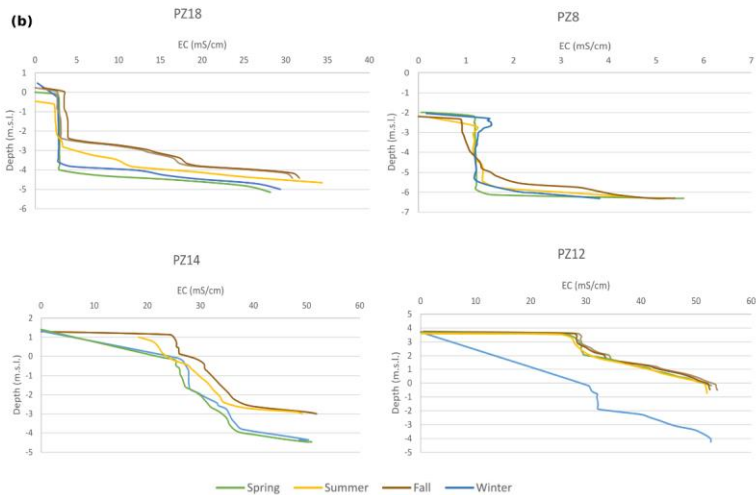 (b)
PZ18
EC (mS/cm)
0 5 10 15 20 25 30 35 40
Depth (m.s.l.)
1
0
-1
-2
-3
-4
-5
-6
PZ8
EC (mS/cm)
0 1 2 3 4 5 6 7
Depth (m.s.l.)
0
-1
-2
-3
-4
-5
-6
-7
PZ14
EC (mS/cm)
0 10 20 30 40 50 60
Depth (m.s.l.)
2
1
0
-1
-2
-3
-4
-5
PZ12
EC (mS/cm)
0 10 20 30 40 50 60
Depth (m.s.l.)
5
4
3
2
1
0
-1
-2
-3
-4
-5
Spring Summer Fall Winter